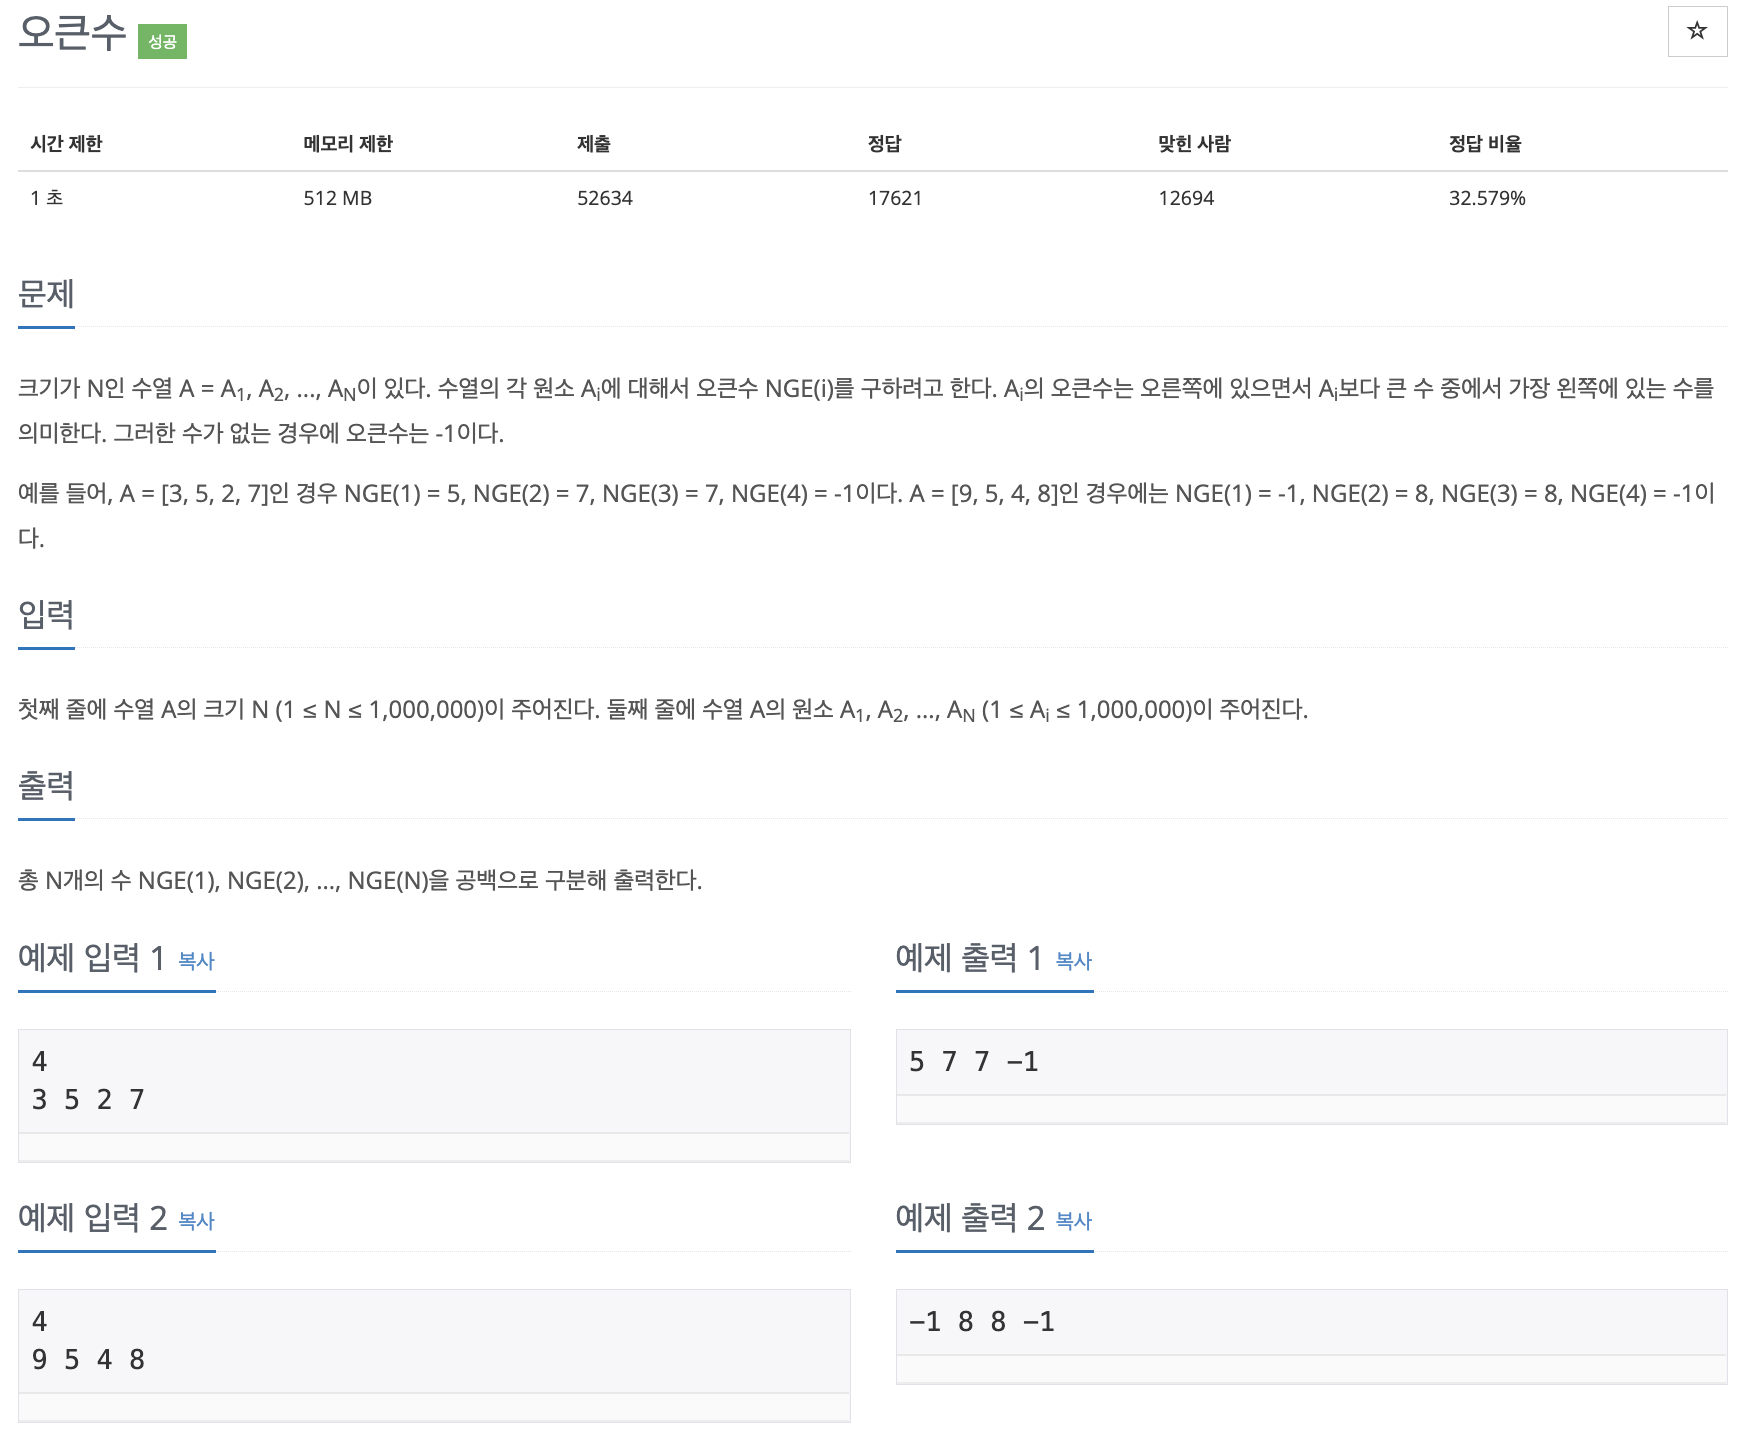 오큰수 성공
☆
시간 제한 메모리 제한 제출 정답 맞힌 사람 정답 비율
1 초 512 MB 52634 17621 12694 32.579%
문제
크기가 N인 수열 A = A1, A2, ..., AN이 있다. 수열의 각 원소 Ai에 대해서 오큰수 NGE(i)를 구하려고 한다. Ai의 오큰수는 오른쪽에 있으면서 Ai보다 큰 수 중에서 가장 왼쪽에 있는 수를
의미한다. 그러한 수가 없는 경우에 오큰수는 -1이다.
예를 들어, A = [3, 5, 2, 7]인 경우 NGE(1) = 5, NGE(2) = 7, NGE(3) = 7, NGE(4) = -1이다. A = [9, 5, 4, 8]인 경우에는 NGE(1) = -1, NGE(2) = 8, NGE(3) = 8, NGE(4) = -1이
다.
입력
첫째 줄에 수열 A의 크기 N (1 ≤ N ≤ 1,000,000)이 주어진다. 둘째 줄에 수열 A의 원소 A1, A2, ..., AN (1 ≤ Ai ≤ 1,000,000)이 주어진다.
출력
총 N개의 수 NGE(1), NGE(2), ..., NGE(N)을 공백으로 구분해 출력한다.
예제 입력 1 복사
4
3 5 2 7
예제 출력 1 복사
5 7 7 -1
예제 입력 2 복사
4
9 5 4 8
예제 출력 2 복사
-1 8 8 -1